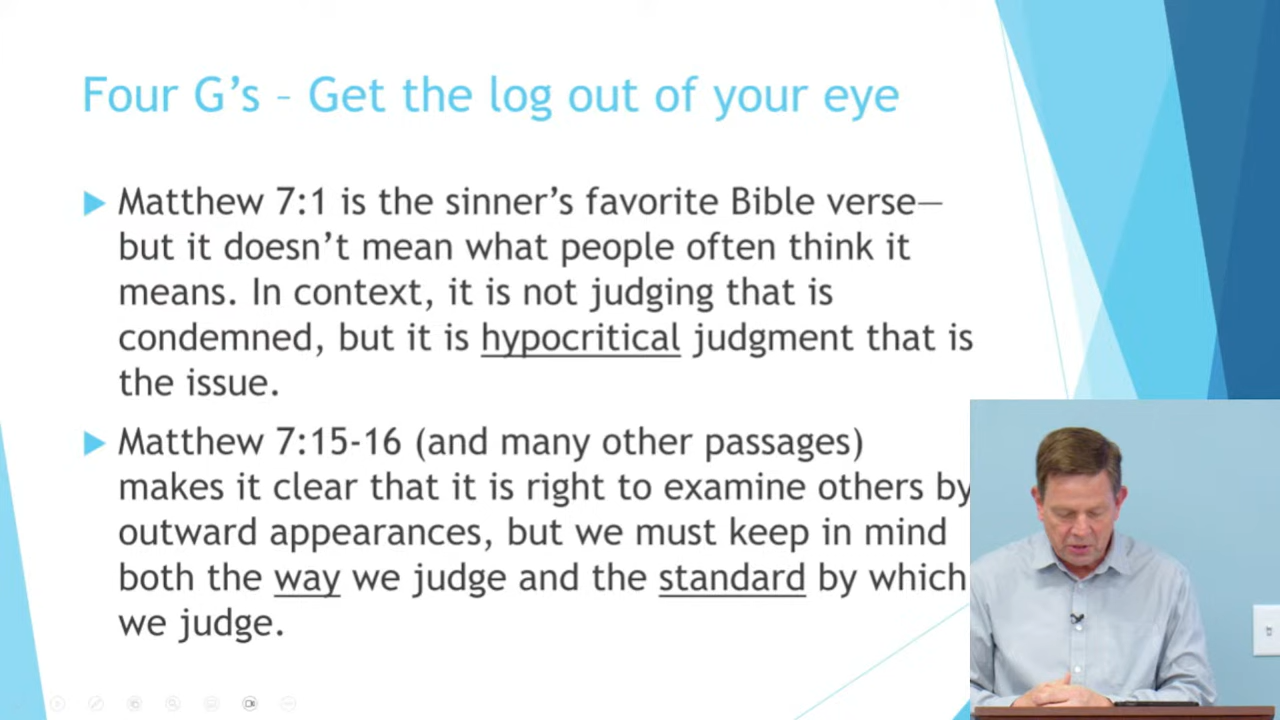 Four G’s – Get the log out of your eye
Matthew 7:1 is the sinner’s favorite Bible verse—
but it doesn’t mean what people often think it
means. In context, it is not judging that is
condemned, but it is hypocritical judgment that is
the issue.
Matthew 7:15-16 (and many other passages)
makes it clear that it is right to examine others by
outward appearances, but we must keep in mind
both the way we judge and the standard by which
we judge.